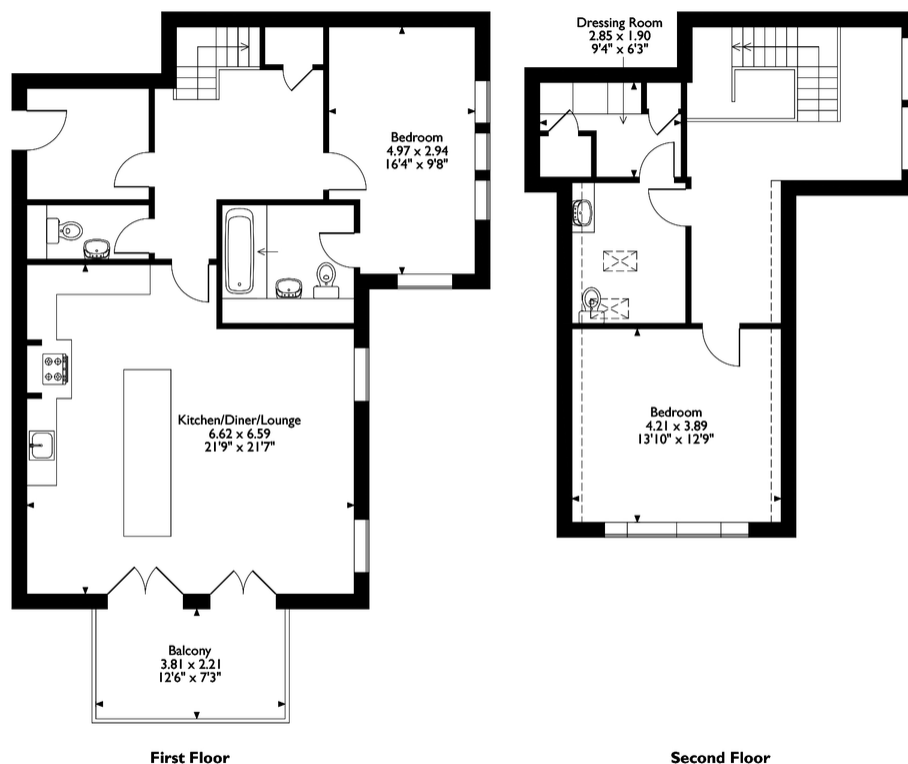 Dressing Room
2.85 x 1.90
9'4" x 6'3"
Bedroom
4.97 x 2.94
16'4" x 9'8"
Kitchen/Diner/Lounge
6.62 x 6.59
21'9" x 21'7"
Bedroom
4.21 x 3.89
13'10" x 12'9"
Balcony
3.81 x 2.21
12'6" x 7'3"
First Floor
Second Floor